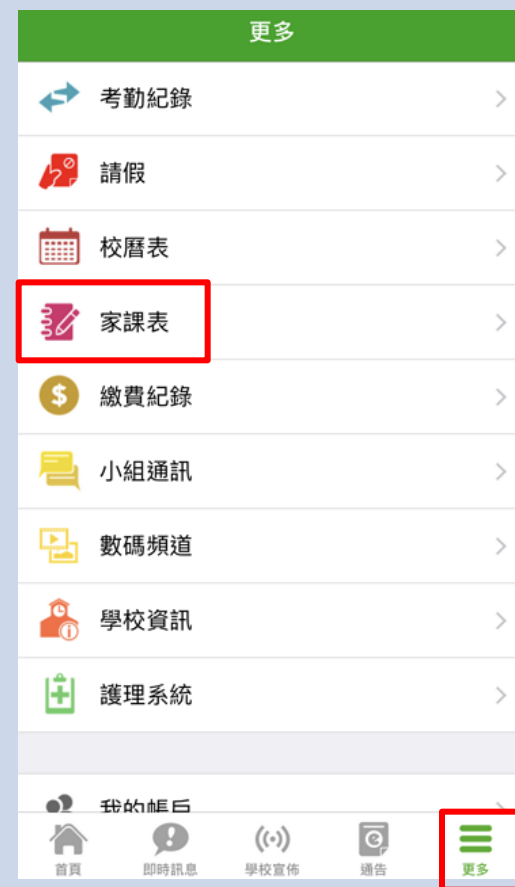 更多
考勤紀錄
請假
校曆表
家課表
繳費紀錄
小組通訊
數碼頻道
學校資訊
護理系統
我的帳戶
首頁
即時訊息
學校宣佈
通告
更多